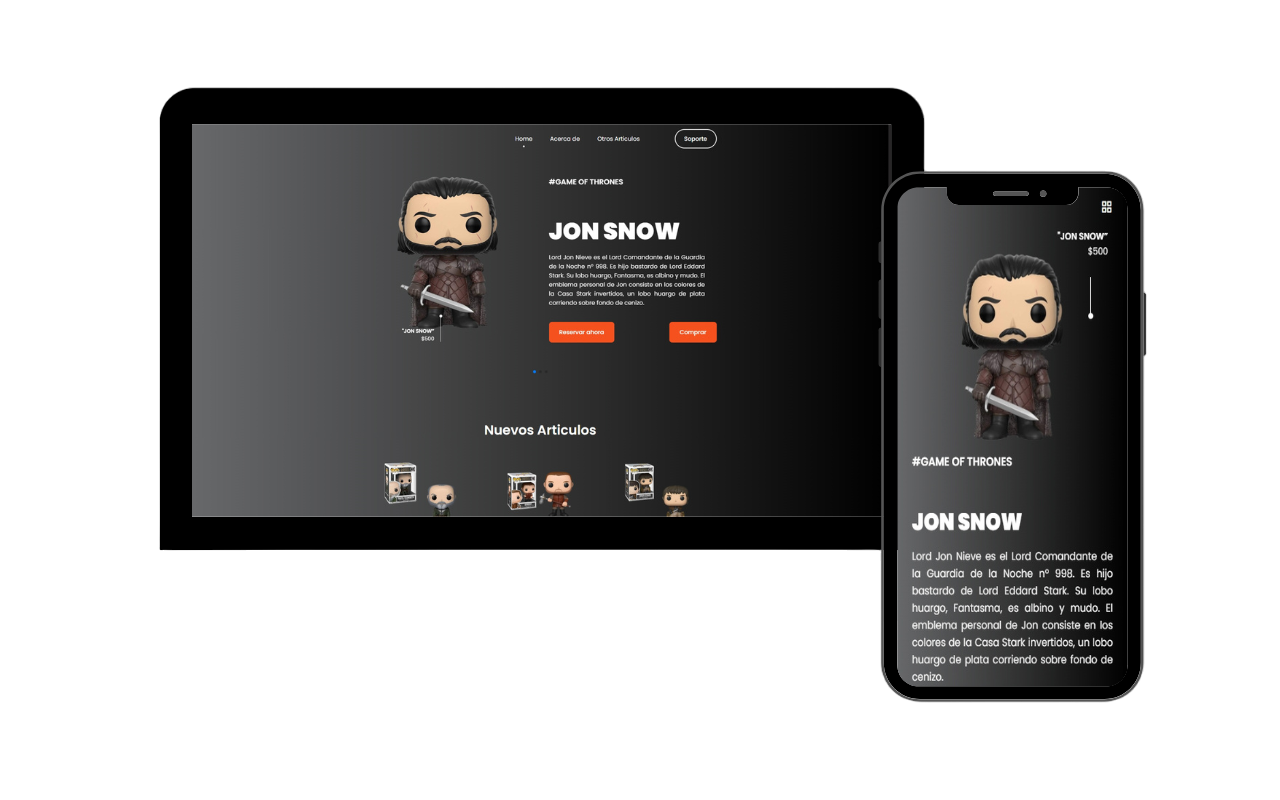 Home Acerca de Otros Articulos Soporte
#GAME OF THRONES
JON SNOW
Lord Jon Nieve es el Lord Comandante de la Guardia
de la Noche nº 998. Es hijo bastardo de Lord Eddard
Stark. Su lobo huargo, Fantasma, es albino y mudo. El
emblema personal de Jon consiste en los colores de
la Casa Stark invertidos, un lobo huargo de plata
corriendo sobre fondo de cenizo.
"JON SNOW"
$500
Reservar ahora Comprar
Nuevos Articulos
"JON SNOW"
$500
#GAME OF THRONES
JON SNOW
Lord Jon Nieve es el Lord Comandante de
la Guardia de la Noche nº 998. Es hijo
bastardo de Lord Eddard Stark. Su lobo
huargo, Fantasma, es albino y mudo. El
emblema personal de Jon consiste en los
colores de la Casa Stark invertidos, un lobo
huargo de plata corriendo sobre fondo de
cenizo.